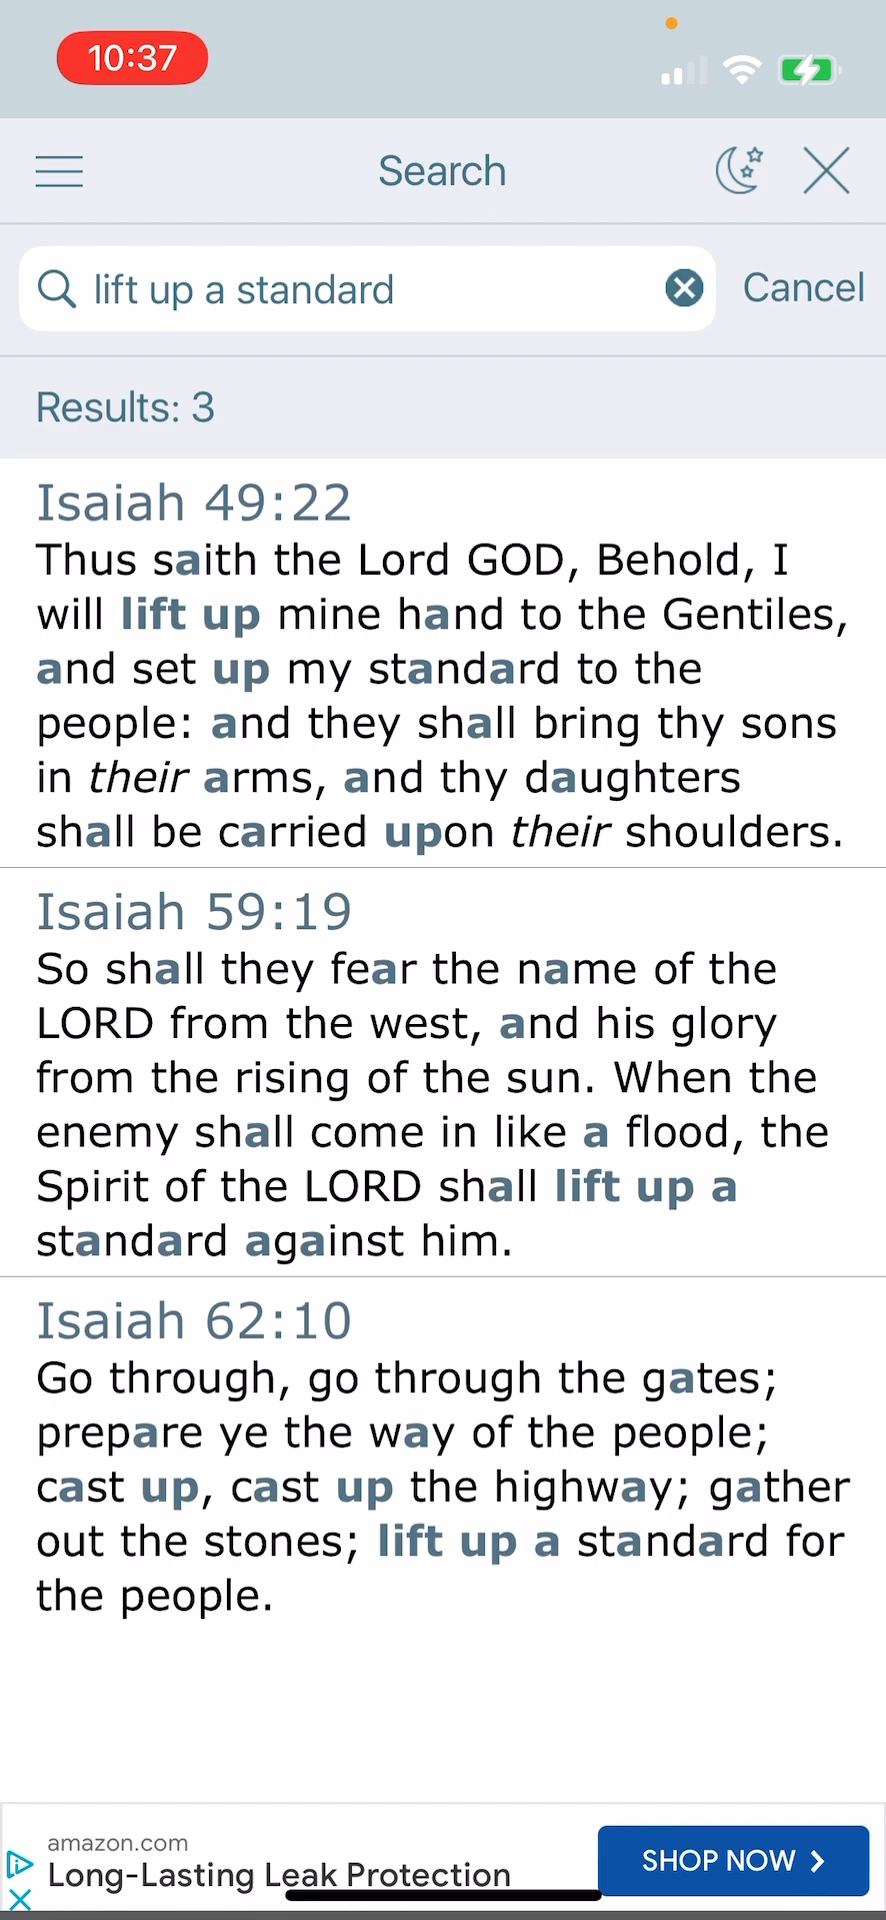 10:37
Search
lift up a standard
Cancel
Results: 3
Isaiah 49:22
Thus saith the Lord GOD, Behold, I
will lift up mine hand to the Gentiles,
and set up my standard to the
people: and they shall bring thy sons
in their arms, and thy daughters
shall be carried upon their shoulders.
Isaiah 59:19
So shall they fear the name of the
LORD from the west, and his glory
from the rising of the sun. When the
enemy shall come in like a flood, the
Spirit of the LORD shall lift up a
standard against him.
Isaiah 62:10
Go through, go through the gates;
prepare ye the way of the people;
cast up, cast up the highway; gather
out the stones; lift up a standard for
the people.
amazon.com
Long-Lasting Leak Protection
SHOP NOW